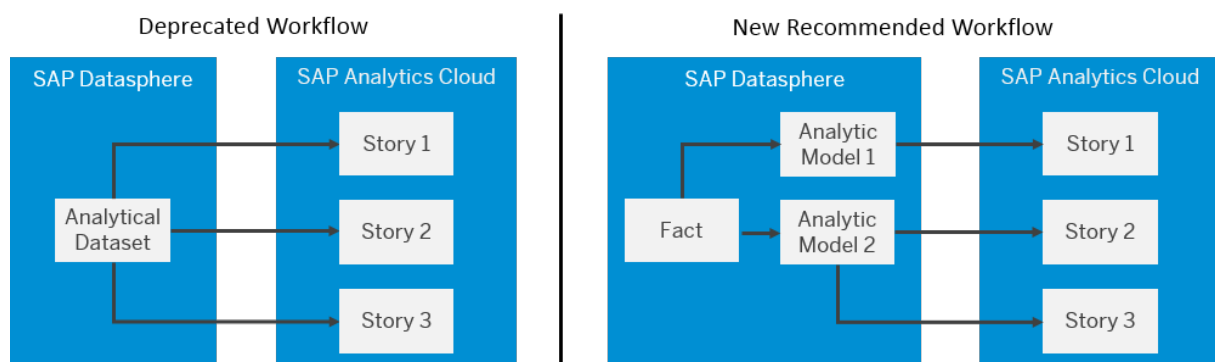 Deprecated Workflow
SAP Datasphere
SAP Analytics Cloud
Story 1
Analytical
Dataset
Story 2
Story 3
New Recommended Workflow
SAP Datasphere
SAP Analytics Cloud
Analytic
Model 1
Story 1
Fact
Analytic
Model 2
Story 2
Story 3